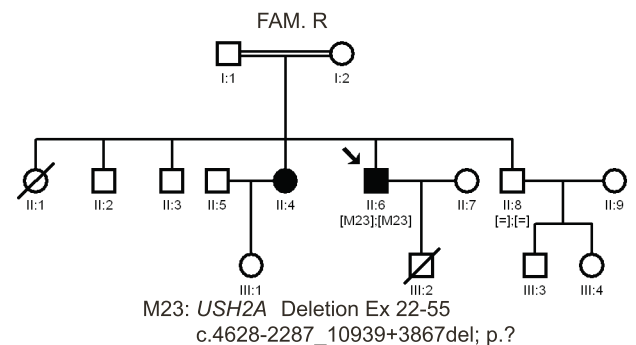 FAM. R
I:1 I:2
II:1 II:2 II:3 II:5 II:4 II:6 II:7 II:8 II:9
[M23];[M23] [=];[=]
III:1 III:2 III:3 III:4
M23: USH2A Deletion Ex 22-55
c.4628-2287_10939+3867del; p.?